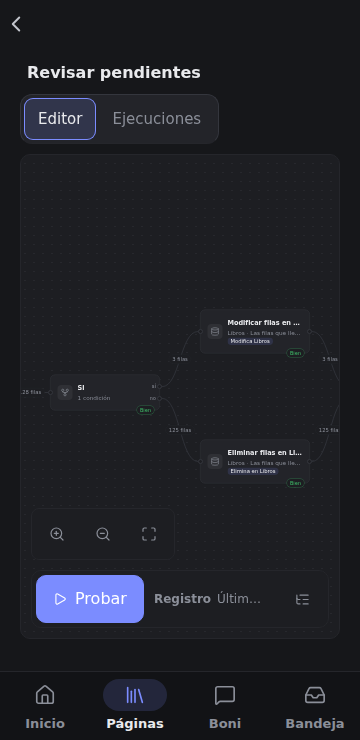 Revisar pendientes
Editor
Ejecuciones
Modificar filas en ...
Libros · Las filas que lle...
Modifica Libros
Bien
3 filas
3 filas
Si
1 condición
sí
no
Bien
28 filas
125 filas
125 fila
Eliminar filas en Li...
Libros · Las filas que lle...
Elimina en Libros
Bien
Probar
Registro Últim...
Inicio
Páginas
Boni
Bandeja